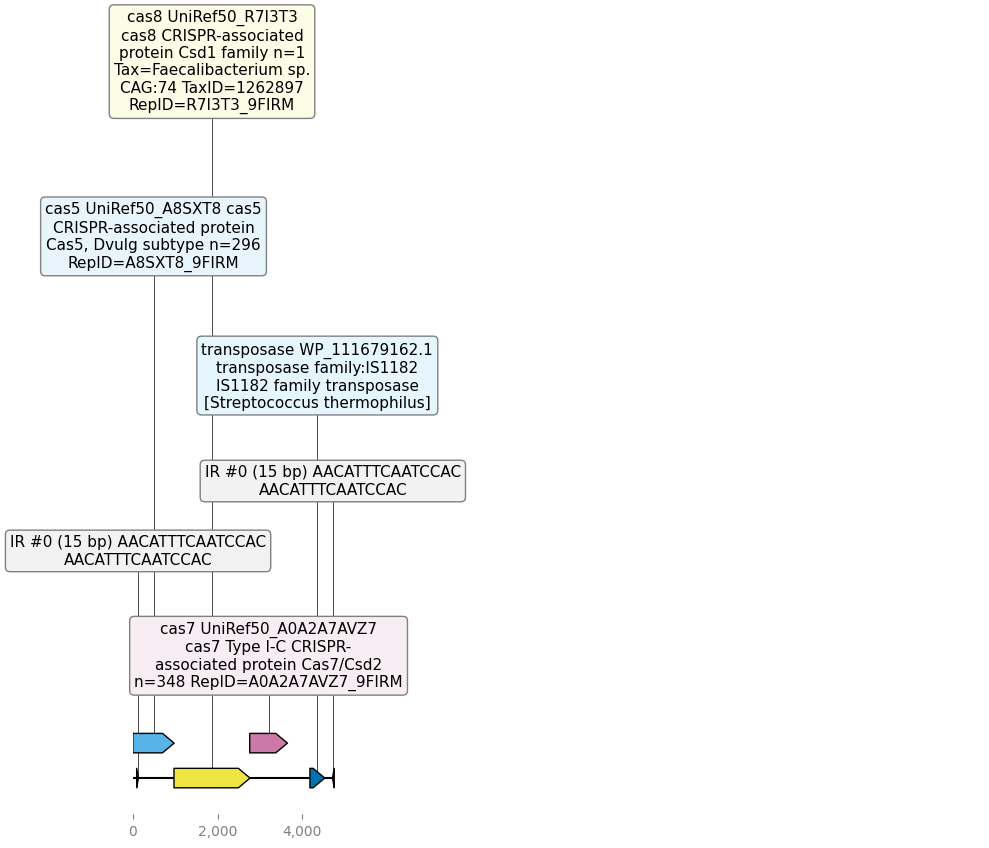 cas8 UniRef50_R7I3T3
cas8 CRISPR-associated
protein Csd1 family n=1
Tax=Faecalibacterium sp.
CAG:74 TaxID=1262897
RepID=R7I3T3_9FIRM
cas5 UniRef50_A8SXT8 cas5
CRISPR-associated protein
Cas5, Dvulg subtype n=296
RepID=A8SXT8_9FIRM
transposase WP_111679162.1
transposase family:IS1182
IS1182 family transposase
[Streptococcus thermophilus]
IR #0 (15 bp) AACATTTCAATCCAC
AACATTTCAATCCAC
IR #0 (15 bp) AACATTTCAATCCAC
AACATTTCAATCCAC
cas7 UniRef50_A0A2A7AVZ7
cas7 Type I-C CRISPR-
associated protein Cas7/Csd2
n=348 RepID=A0A2A7AVZ7_9FIRM
0 2,000 4,000